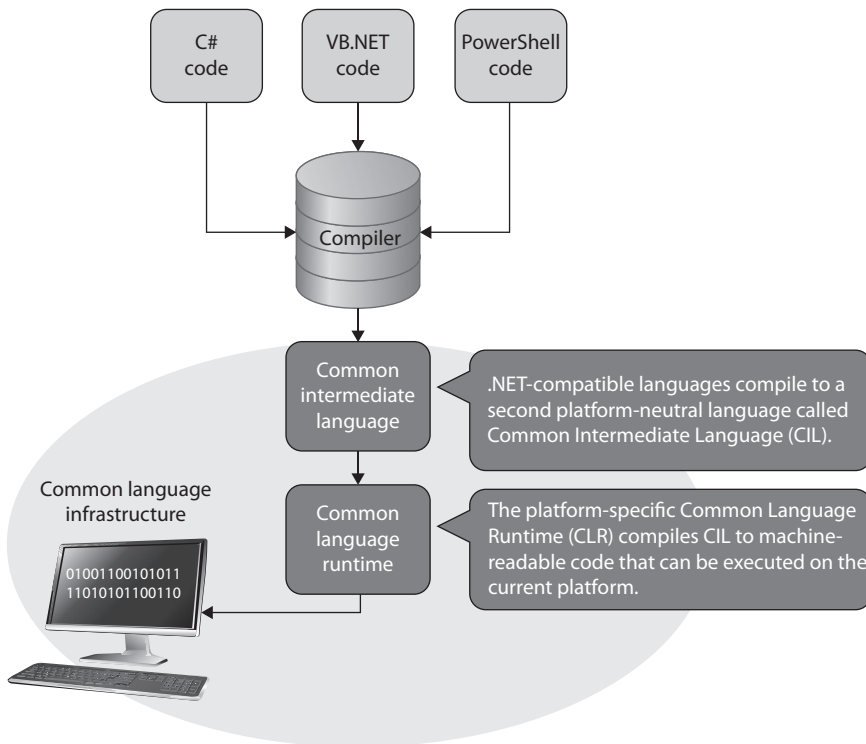 C#
code
VB.NET
code
PowerShell
code
Compiler
Common
intermediate
language
.NET-compatible languages compile to a
second platform-neutral language called
Common Intermediate Language (CIL).
Common language
infrastructure
Common
language
runtime
The platform-specific Common Language
Runtime (CLR) compiles CIL to machine-
readable code that can be executed on the
current platform.
01001100101011
11010101100110